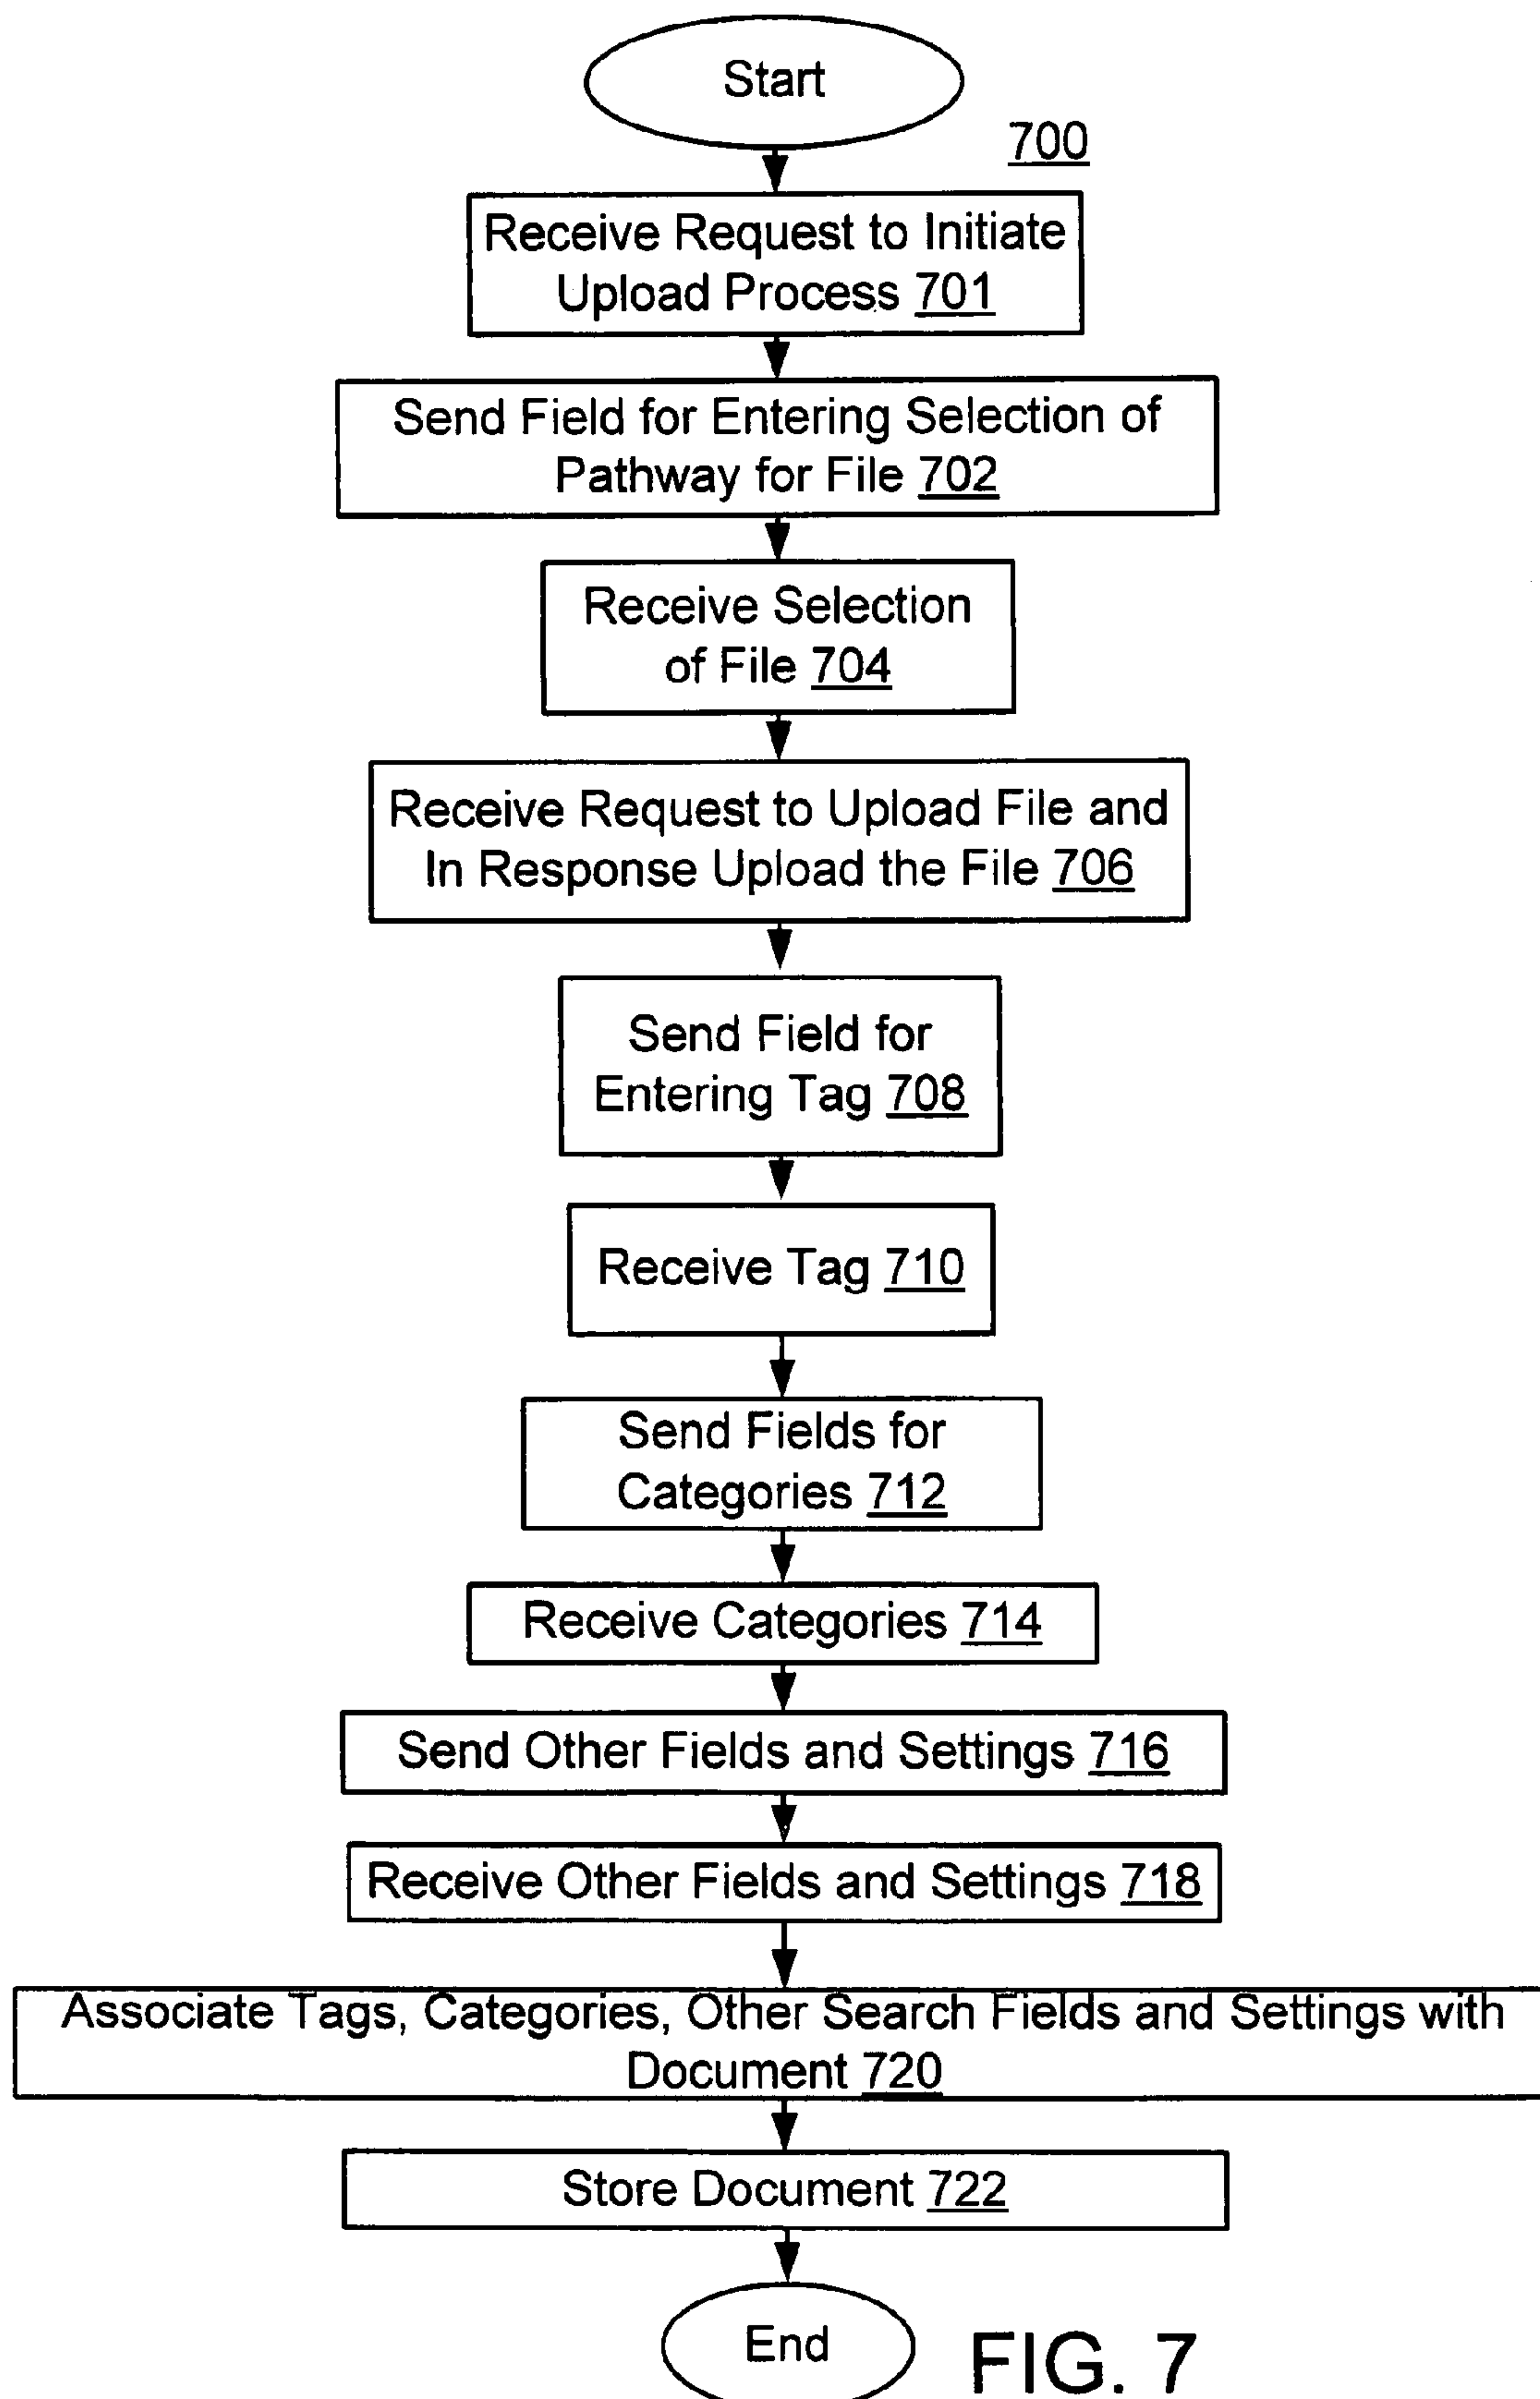 Start
700
Receive Request to Initiate
Upload Process 701
Send Field for Entering Selection of
Pathway for File 702
Receive Selection
of File 704
Receive Request to Upload File and
In Response Upload the File 706
Send Field for
Entering Tag 708
Receive Tag 710
Send Fields for
Categories 712
Receive Categories 714
Send Other Fields and Settings 716
Receive Other Fields and Settings 718
Associate Tags, Categories, Other Search Fields and Settings with
Document 720
Store Document 722
End
FIG. 7